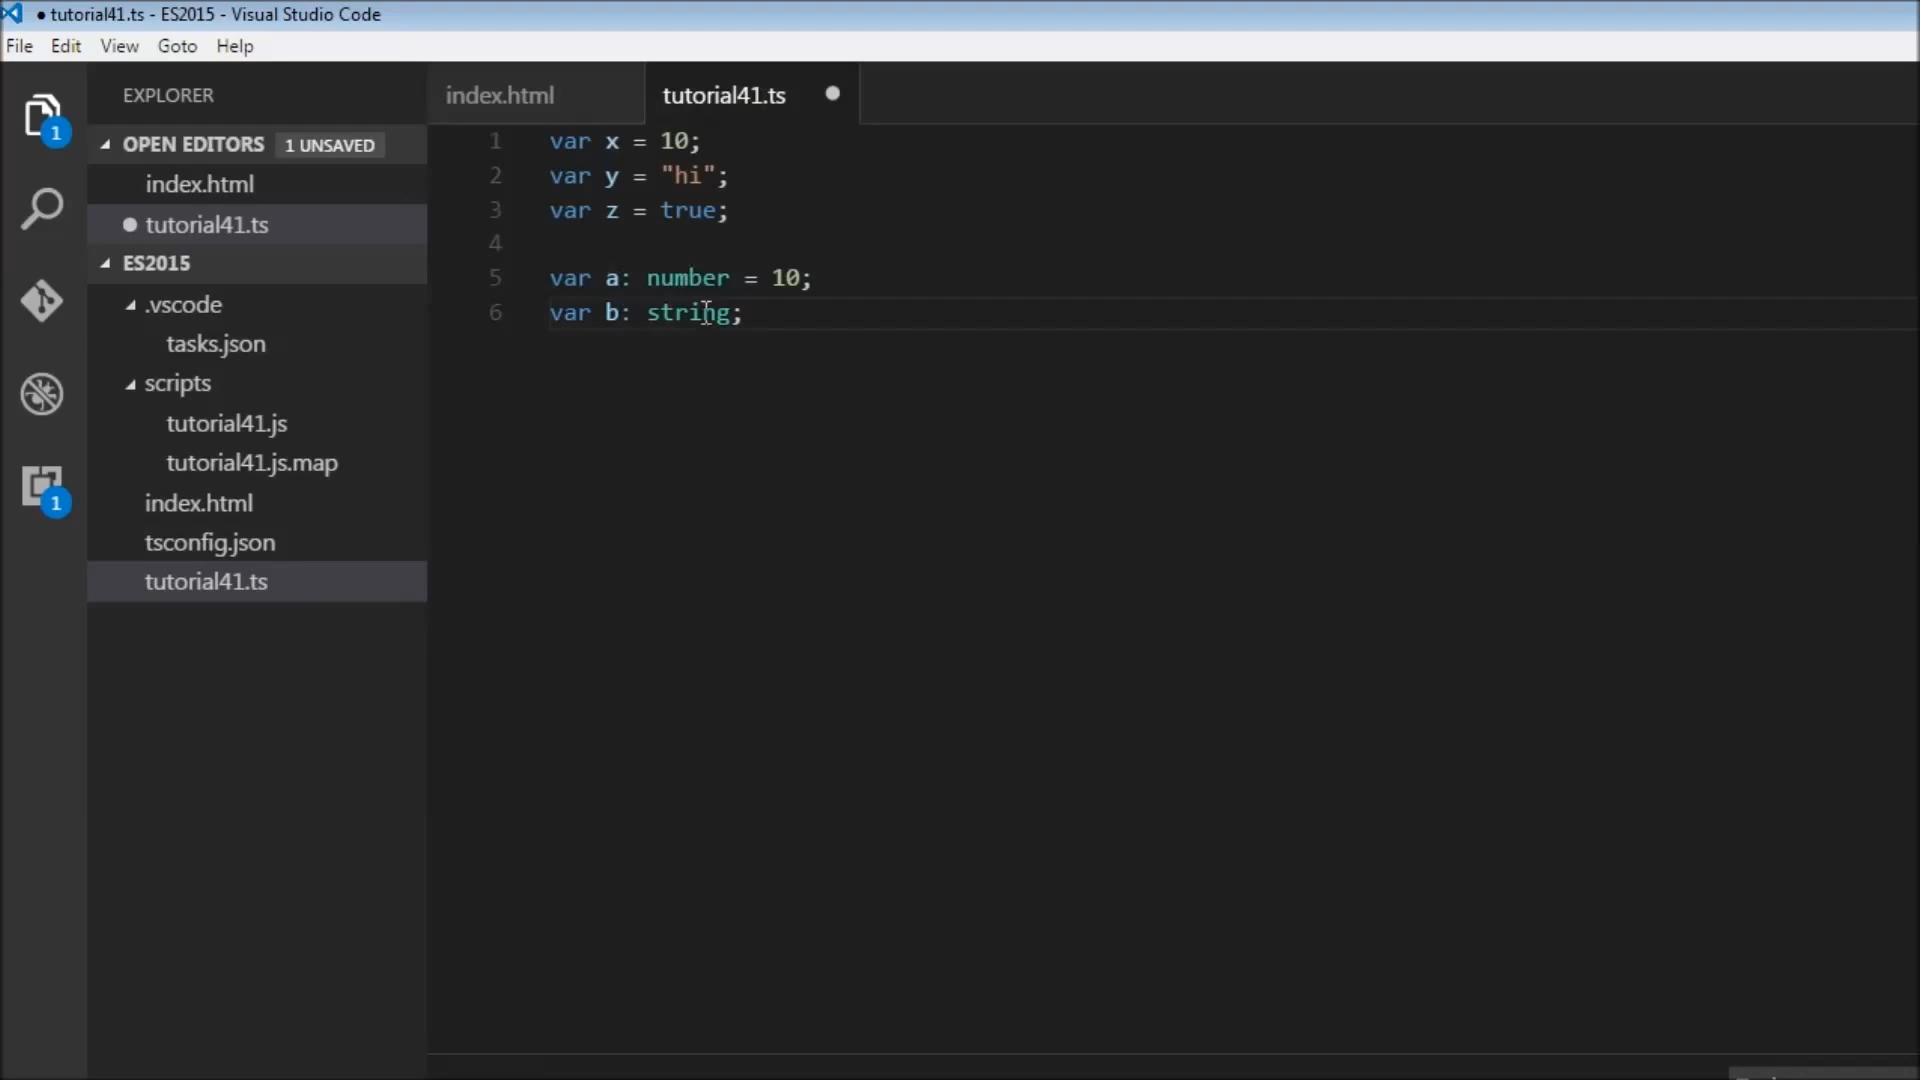 ● tutorial41.ts - ES2015 - Visual Studio Code
File Edit View Goto Help
EXPLORER
OPEN EDITORS 1 UNSAVED
index.html
tutorial41.ts
ES2015
.vscode
tasks.json
scripts
tutorial41.js
tutorial41.js.map
index.html
tsconfig.json
tutorial41.ts
1
1
index.html tutorial41.ts
1 var x = 10;
2 var y = "hi";
3 var z = true;
4
5 var a: number = 10;
6 var b: string;